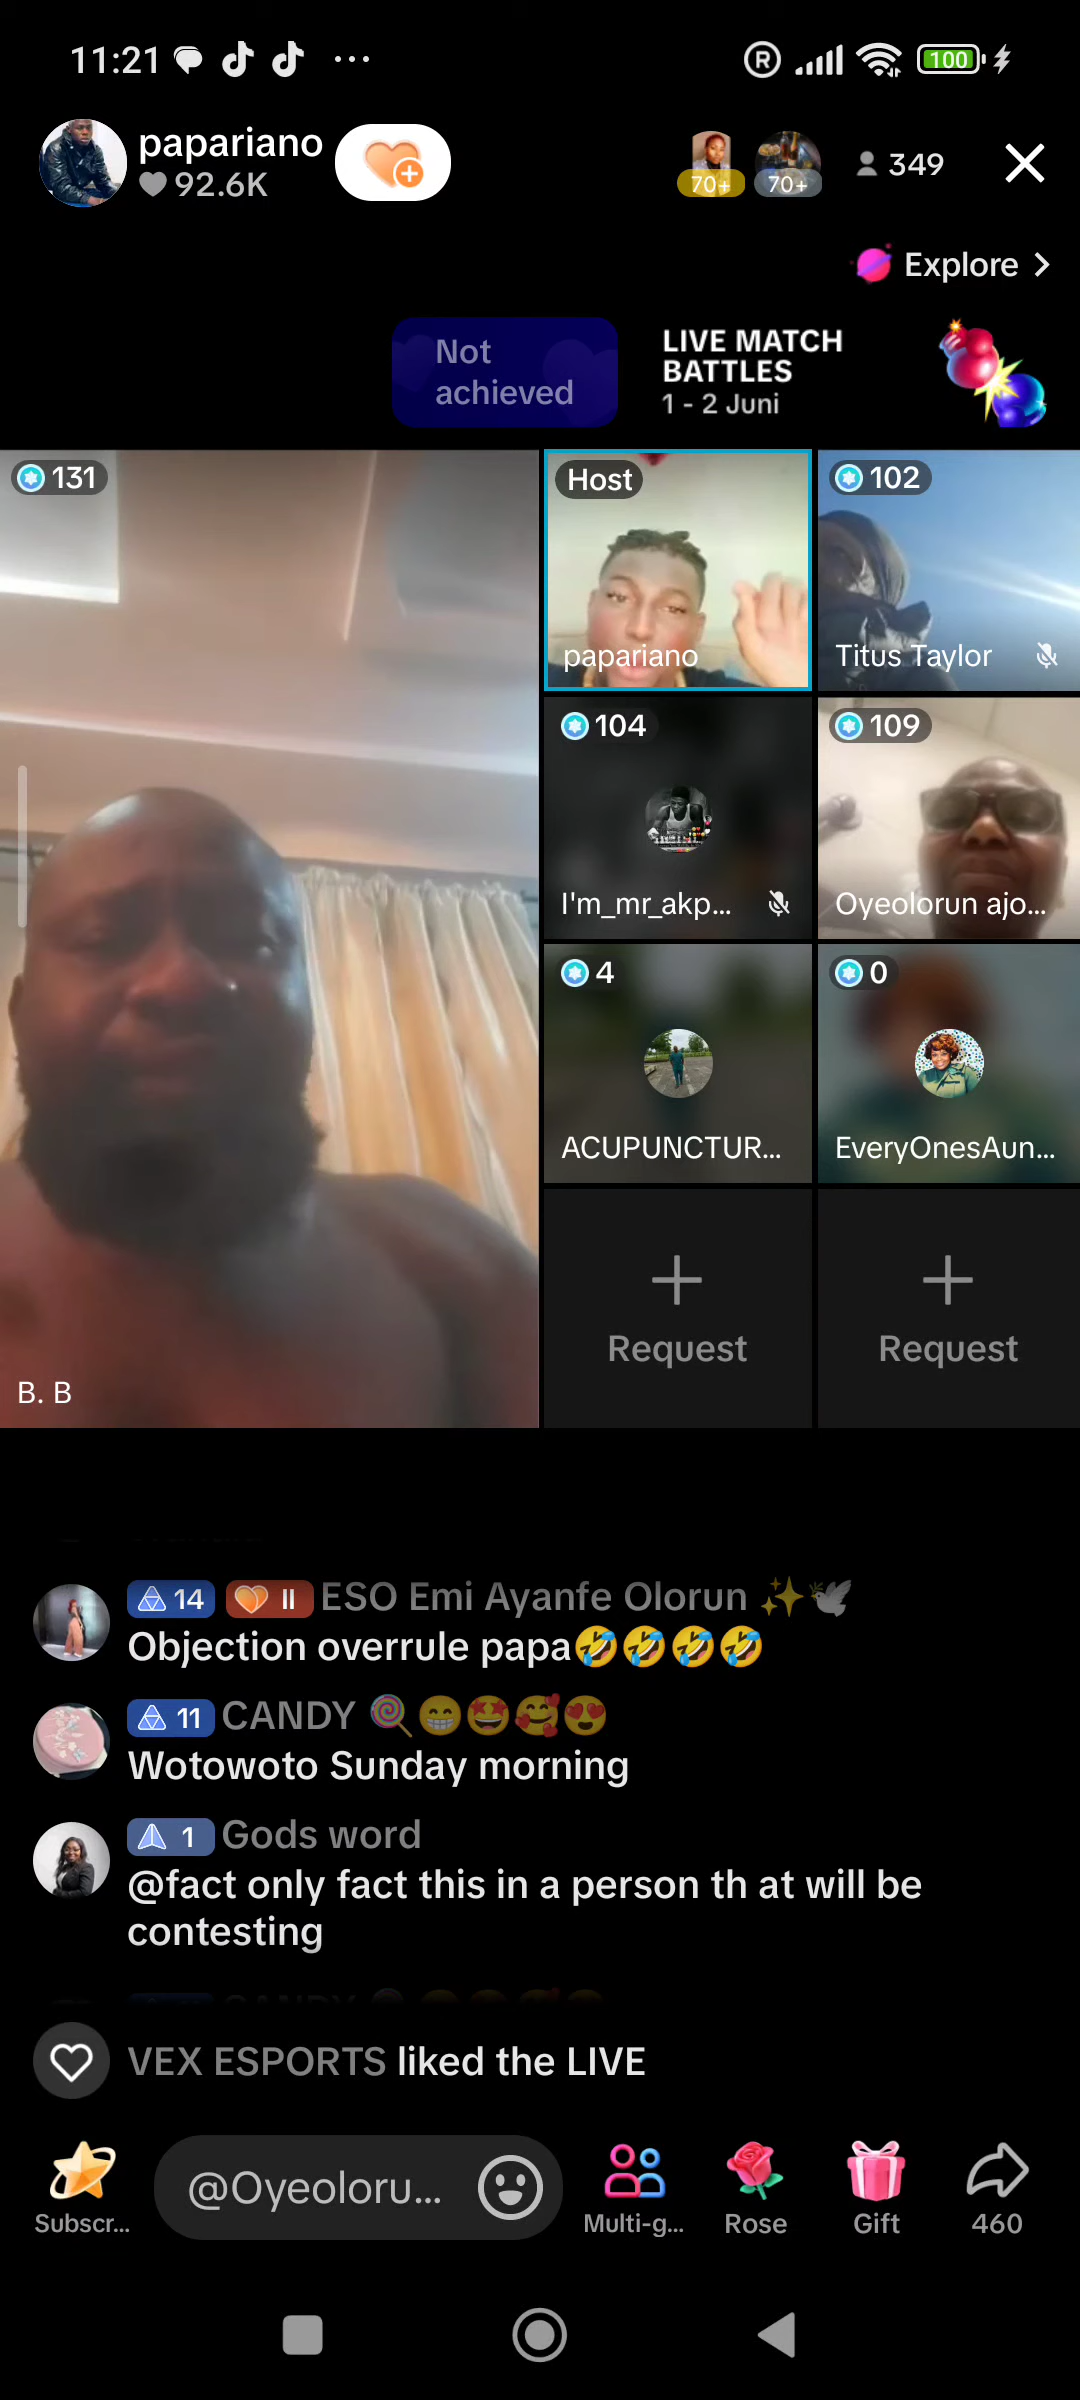 11:21
100
papariano
92.6K
70+
70+
349
Explore
Not
achieved
LIVE MATCH
BATTLES
1 - 2 Juni
131
Host
papariano
102
Titus Taylor
104
I'm_mr_akp...
109
Oyeolorun ajo...
4
ACUPUNCTUR...
0
EveryOnesAun...
Request
Request
B. B
14 II ESO Emi Ayanfe Olorun ✨🕊️
Objection overrule papa🤣🤣🤣🤣
11 CANDY 🍭😁🤩🥰😍
Wotowoto Sunday morning
1 Gods word
@fact only fact this in a person th at will be
contesting
CANDY
VEX ESPORTS liked the LIVE
@Oyeoloru...
Subscr...
Multi-g...
Rose
Gift
460